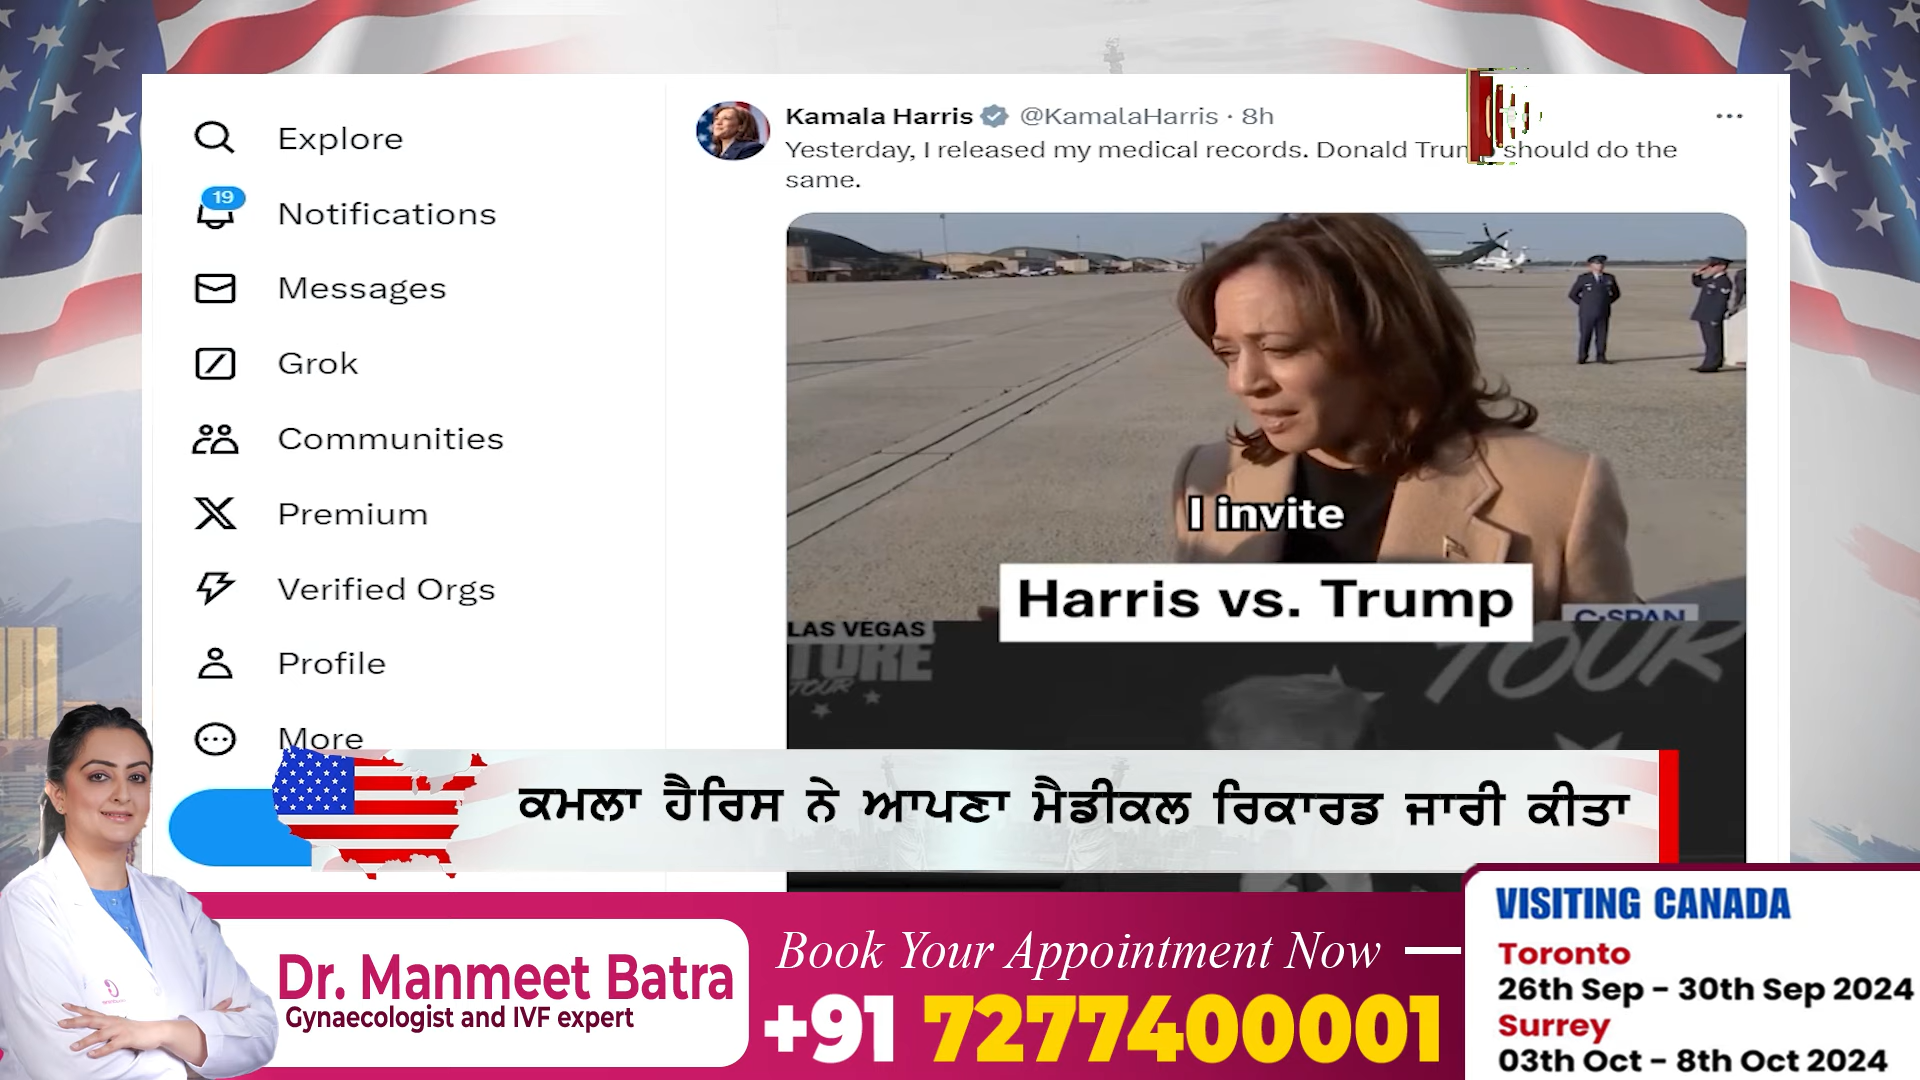 Explore
19
Notifications
Messages
Grok
Communities
Premium
Verified Orgs
Profile
More
Kamala Harris @KamalaHarris · 8h
Yesterday, I released my medical records. Donald Trump should do the
same.
I invite
Harris vs. Trump
C-SPAN
LAS VEGAS
TOUR
TOUR
ਕਮਲਾ ਹੈਰਿਸ ਨੇ ਆਪਣਾ ਮੈਡੀਕਲ ਰਿਕਾਰਡ ਜਾਰੀ ਕੀਤਾ
Dr. Manmeet Batra
Gynaecologist and IVF expert
Book Your Appointment Now
+91 7277400001
VISITING CANADA
Toronto
26th Sep - 30th Sep 2024
Surrey
03th Oct - 8th Oct 2024